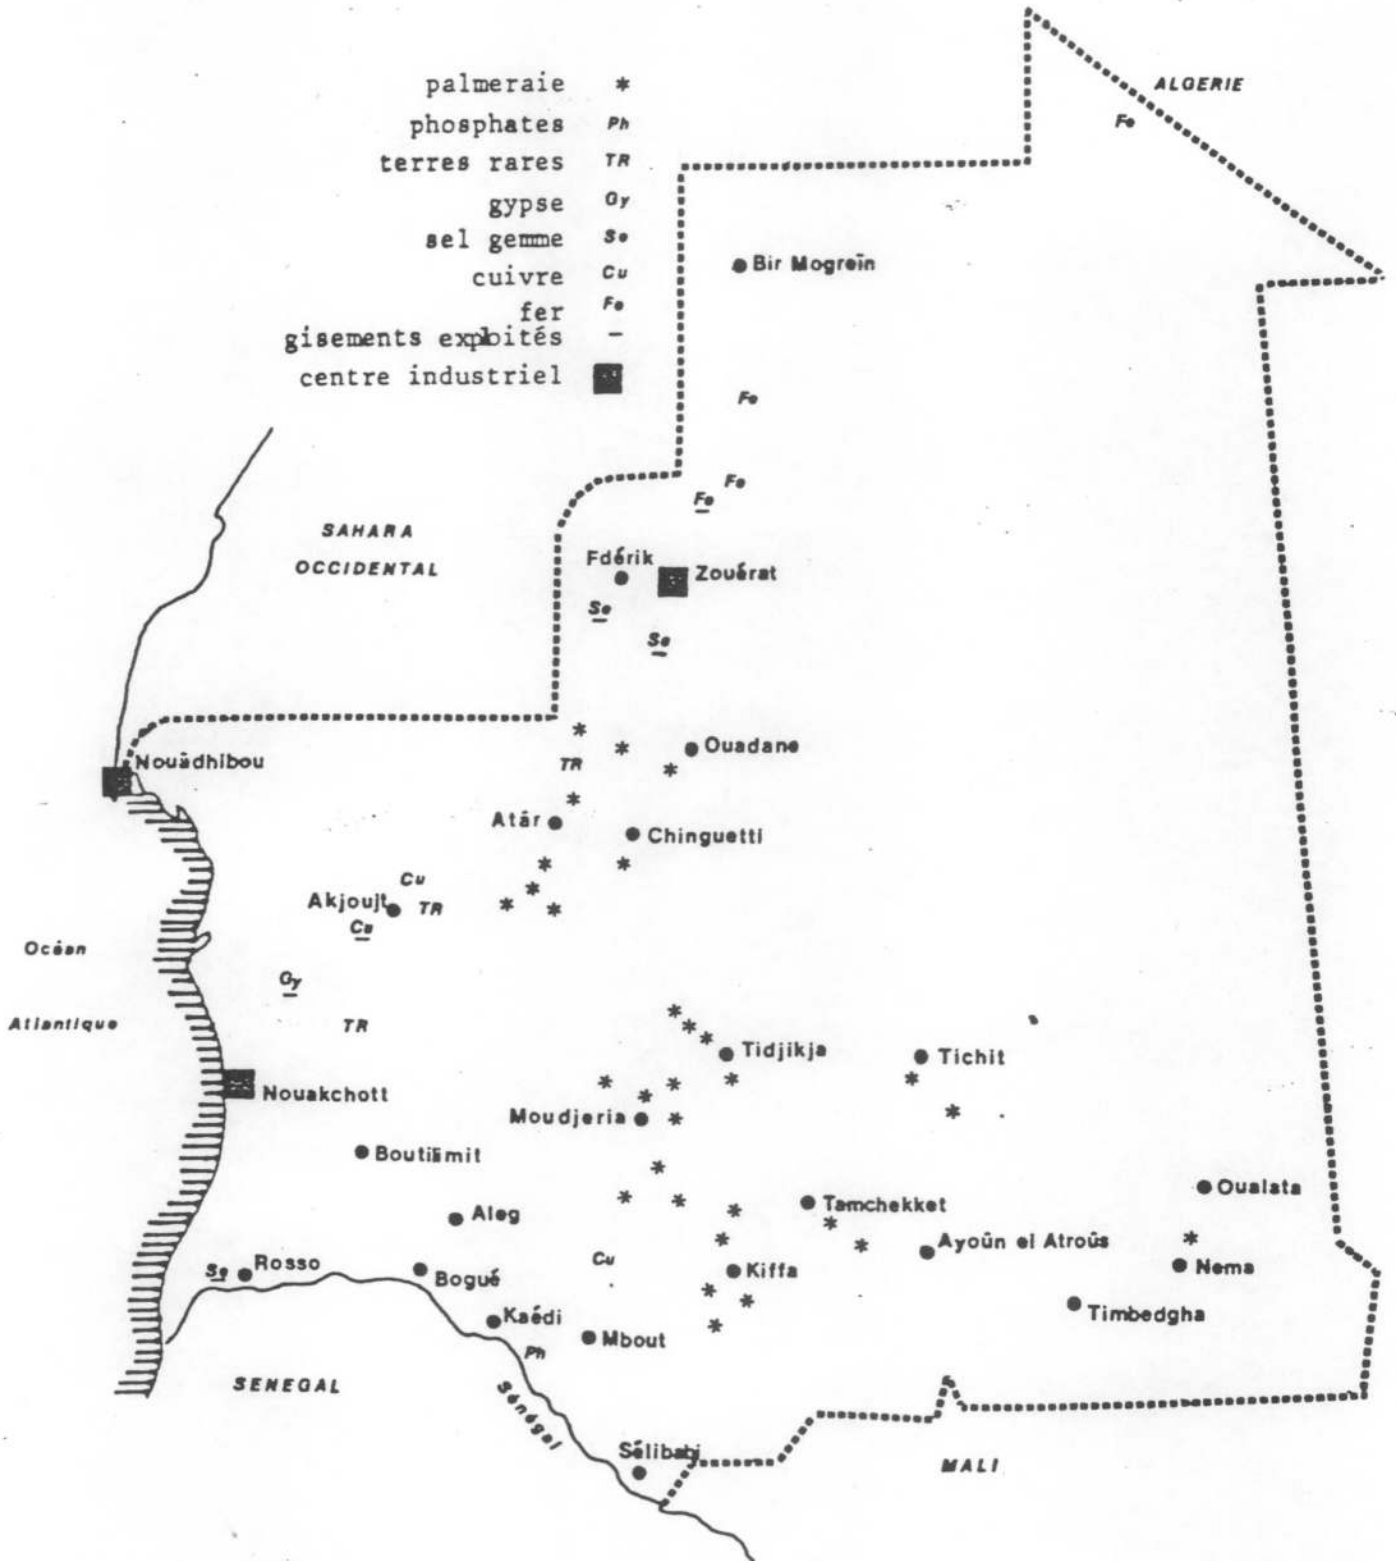 palmeraie *
phosphates Ph
terres rares TR
gypse Gy
sel gemme Se
cuivre Cu
fer Fe
gisements exploités –
centre industriel
ALGERIE
Fe
Bir Mogreïn
Fe
Fe
Fe
SAHARA
OCCIDENTAL
Fdérik
Zouérat
Se
Se
Nouâdhibou
Ouadane
TR
Atâr
Chinguetti
Cu
Akjoujt
TR
Cu
Océan
Atlantique
Gy
TR
Tidjikja
Tichit
Nouakchott
Moudjeria
Boutilimit
Oualata
Tamchekket
Aleg
Ayoûn el Atroûs
Se
Rosso
Bogué
Cu
Kiffa
Nema
Kaédi
Mbout
Timbedgha
Ph
SENEGAL
Sénégal
Sélibabi
MALI